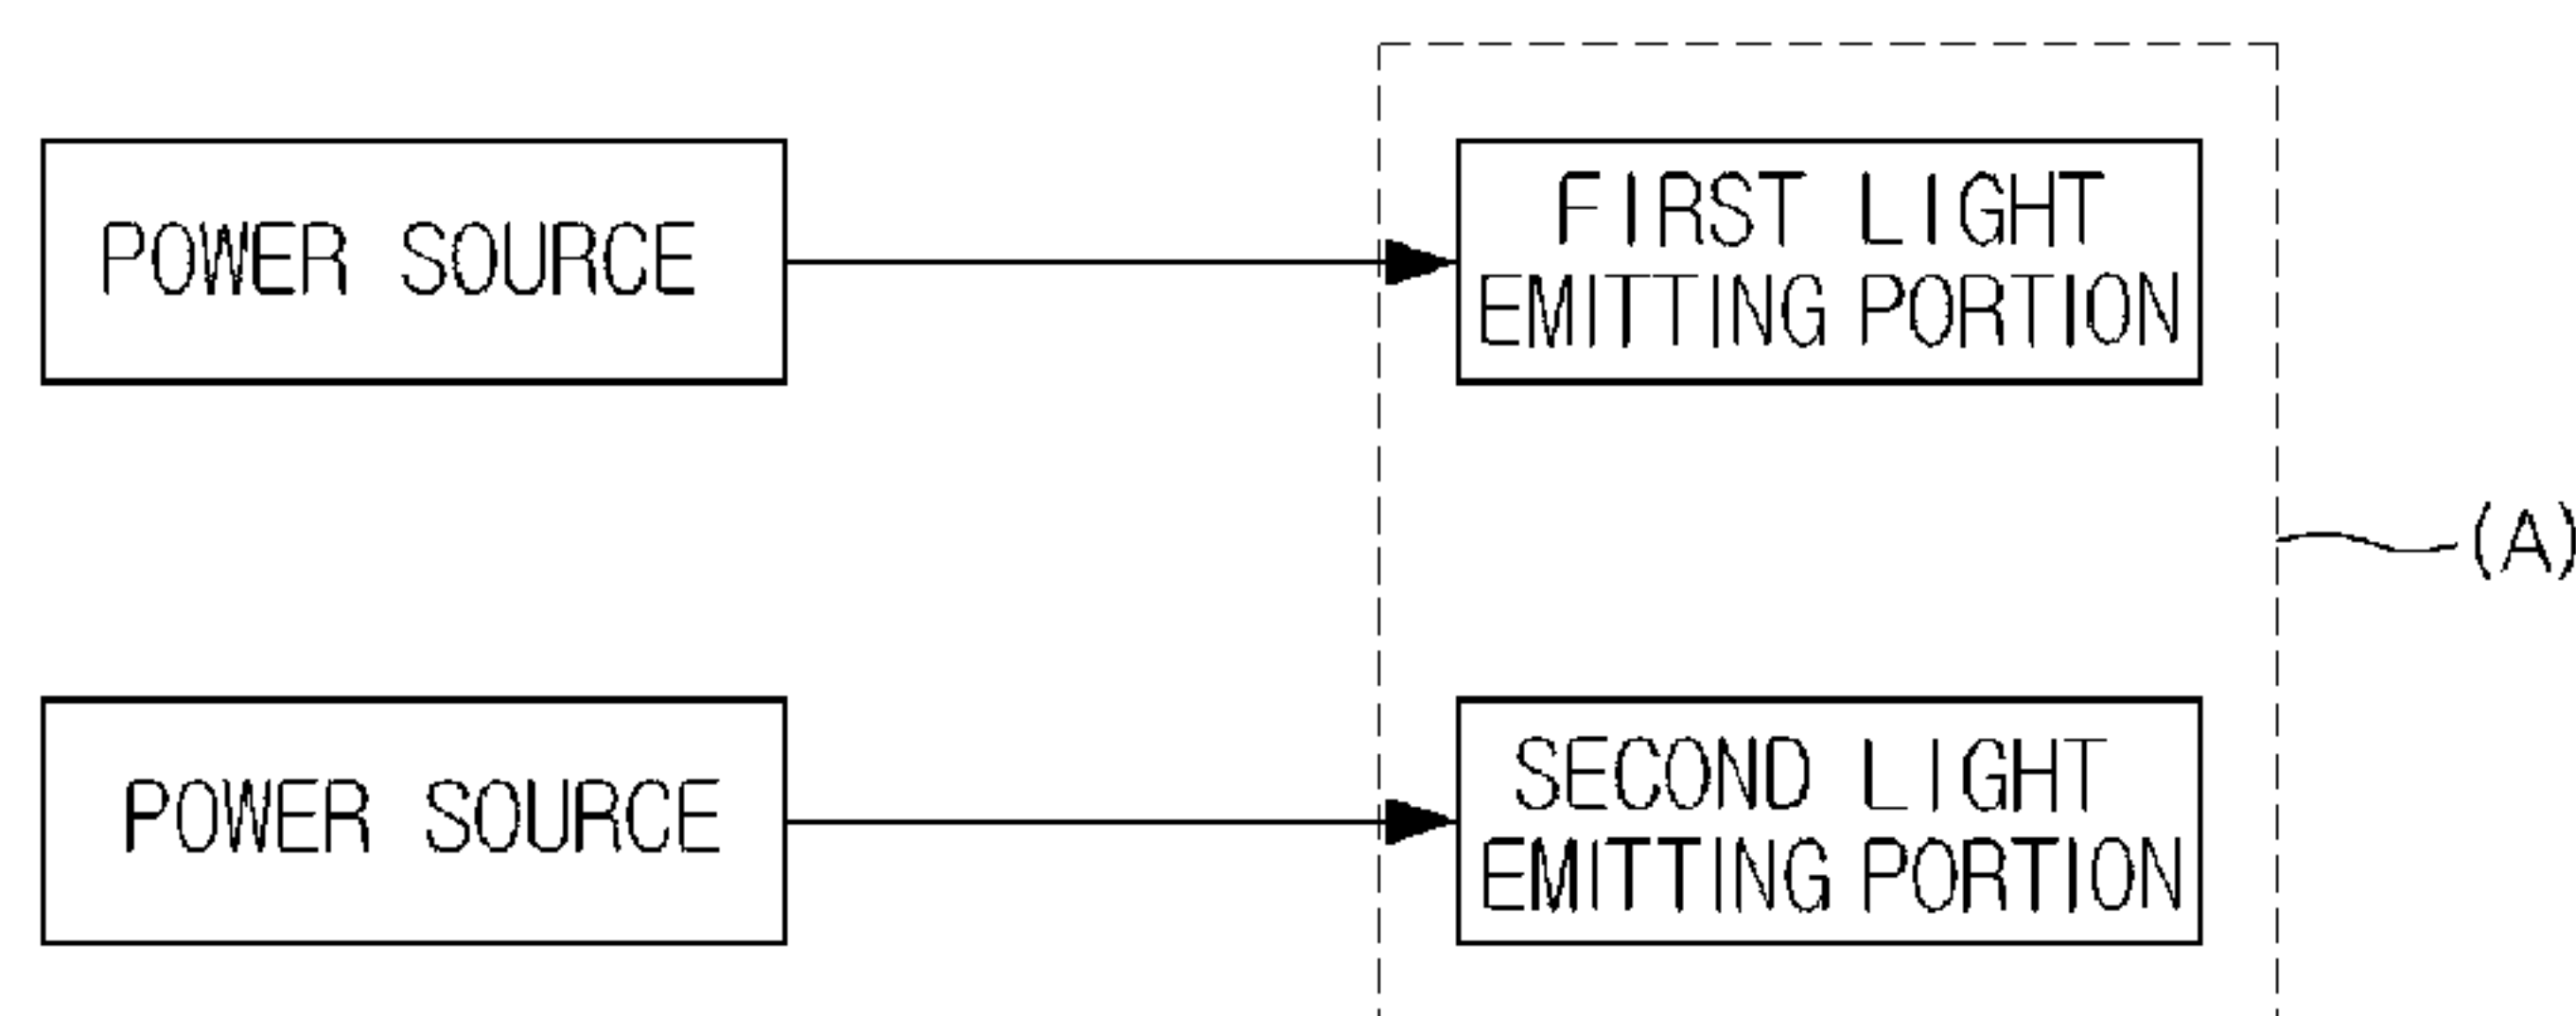 POWER SOURCE
FIRST LIGHT
EMITTING PORTION
(A)
POWER SOURCE
SECOND LIGHT
EMITTING PORTION